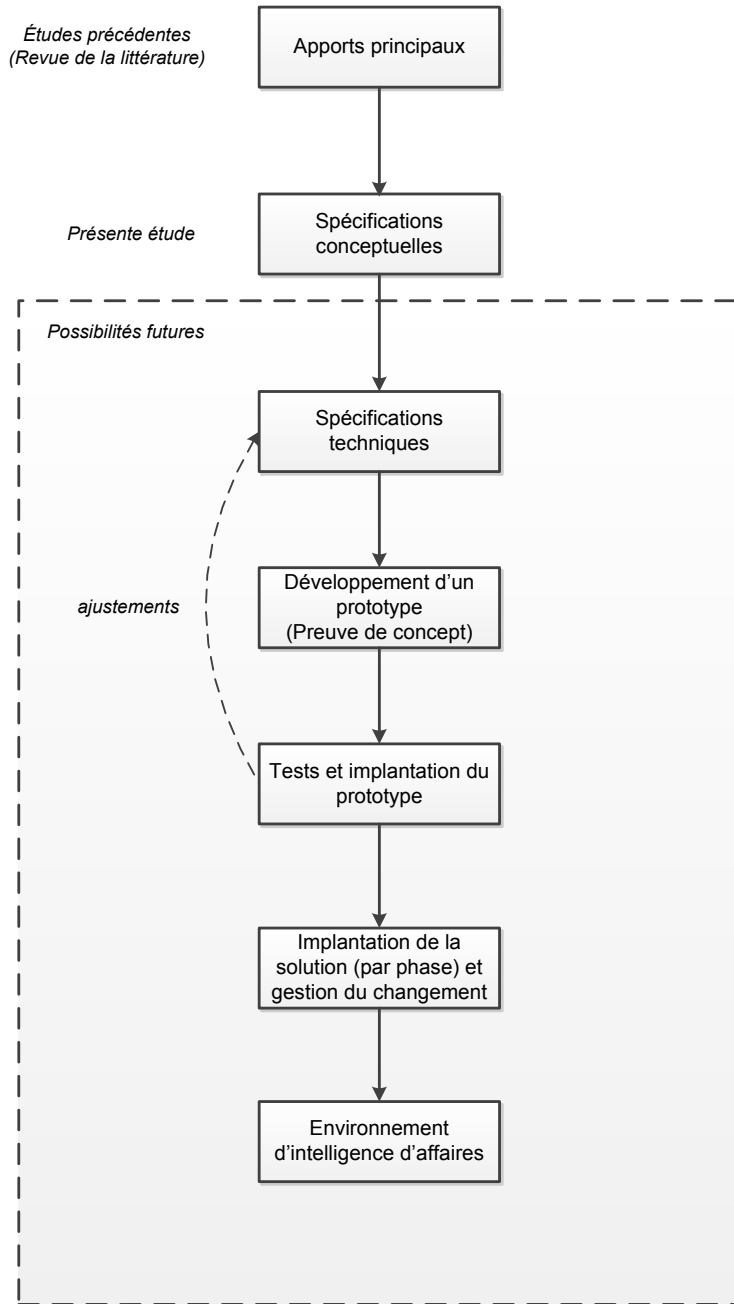 Études précédentes
(Revue de la littérature)
Apports principaux
Présente étude
Spécifications
conceptuelles
Possibilités futures
Spécifications
techniques
Développement d’un
prototype
(Preuve de concept)
ajustements
Tests et implantation du
prototype
Implantation de la
solution (par phase) et
gestion du changement
Environnement
d’intelligence d’affaires